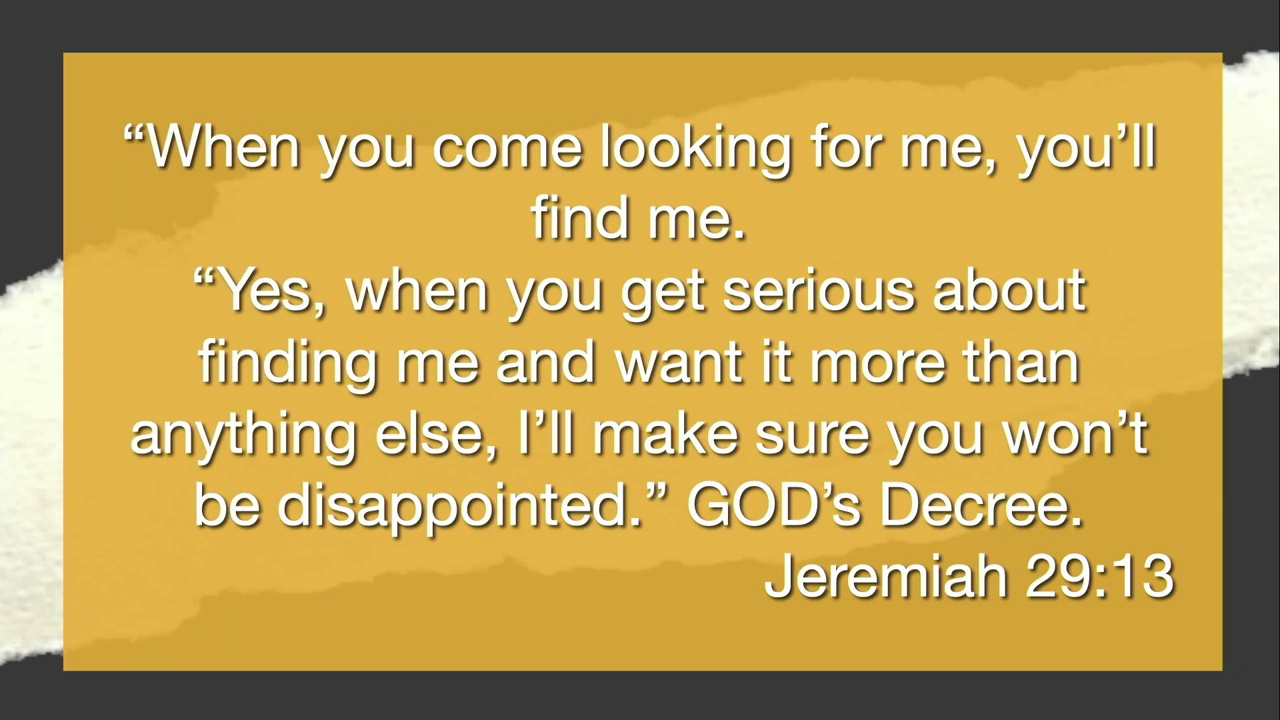 “When you come looking for me, you’ll
find me.
“Yes, when you get serious about
finding me and want it more than
anything else, I’ll make sure you won’t
be disappointed.” GOD’s Decree.
Jeremiah 29:13